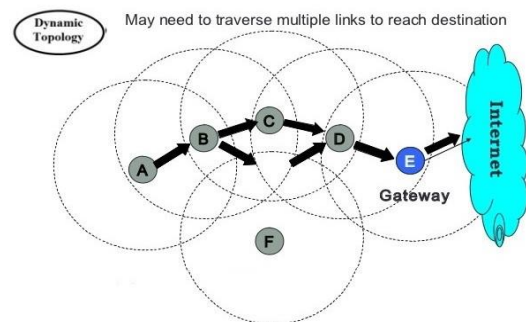 Dynamic
Topology
May need to traverse multiple links to reach destination
C
B
D
A
E
Internet
Gateway
F